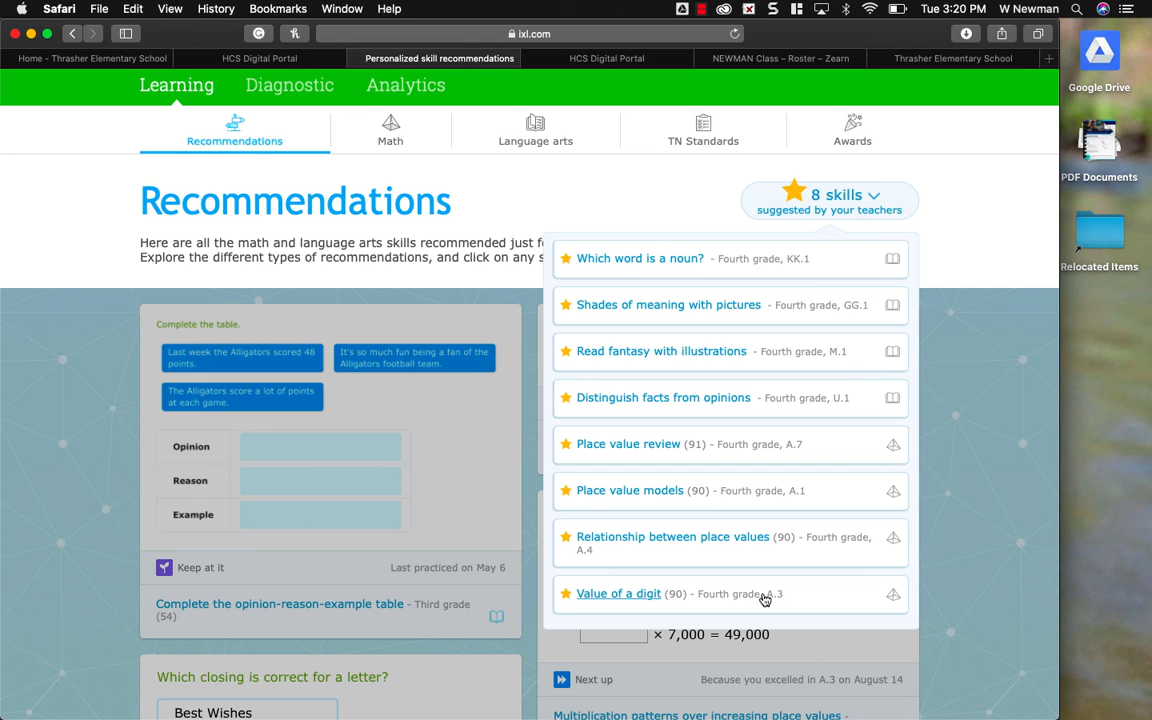 Safari File Edit View History Bookmarks Window Help
Tue 3:20 PM W Newman
ixl.com
Home - Thrasher Elementary School
HCS Digital Portal
Personalized skill recommendations
HCS Digital Portal
NEWMAN Class – Roster – Zearn
Thrasher Elementary School
Google Drive
PDF Documents
Relocated Items
Learning Diagnostic Analytics
Recommendations
Math
Language arts
TN Standards
Awards
Recommendations
8 skills
suggested by your teachers
Here are all the math and language arts skills recommended just f
Explore the different types of recommendations, and click on any s
Which word is a noun? - Fourth grade, KK.1
Shades of meaning with pictures - Fourth grade, GG.1
Read fantasy with illustrations - Fourth grade, M.1
Distinguish facts from opinions - Fourth grade, U.1
Place value review (91) - Fourth grade, A.7
Place value models (90) - Fourth grade, A.1
Relationship between place values (90) - Fourth grade,
A.4
Value of a digit (90) - Fourth grade, A.3
Complete the table.
Last week the Alligators scored 48
points.
It's so much fun being a fan of the
Alligators football team.
The Alligators score a lot of points
at each game.
Opinion
Reason
Example
Keep at it
Last practiced on May 6
Complete the opinion-reason-example table - Third grade
(54)
Which closing is correct for a letter?
Best Wishes
× 7,000 = 49,000
Next up
Because you excelled in A.3 on August 14
Multiplication patterns over increasing place values -